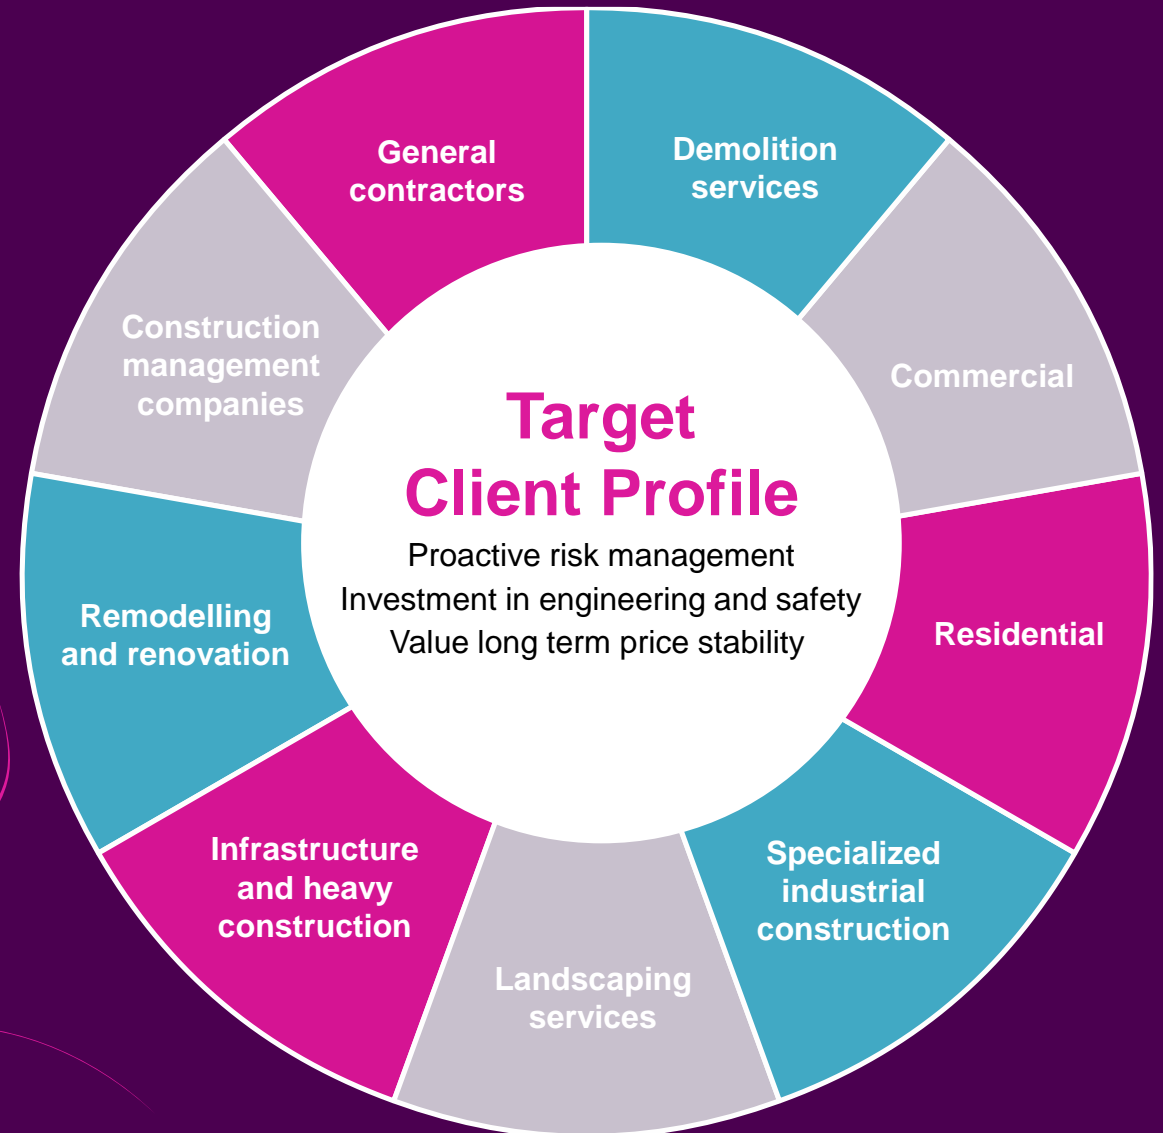 General
contractors
Demolition
services
Commercial
Residential
Specialized
industrial
construction
Landscaping
services
Infrastructure
and heavy
construction
Remodelling
and renovation
Construction
management
companies
Target
Client Profile
Proactive risk management
Investment in engineering and safety
Value long term price stability